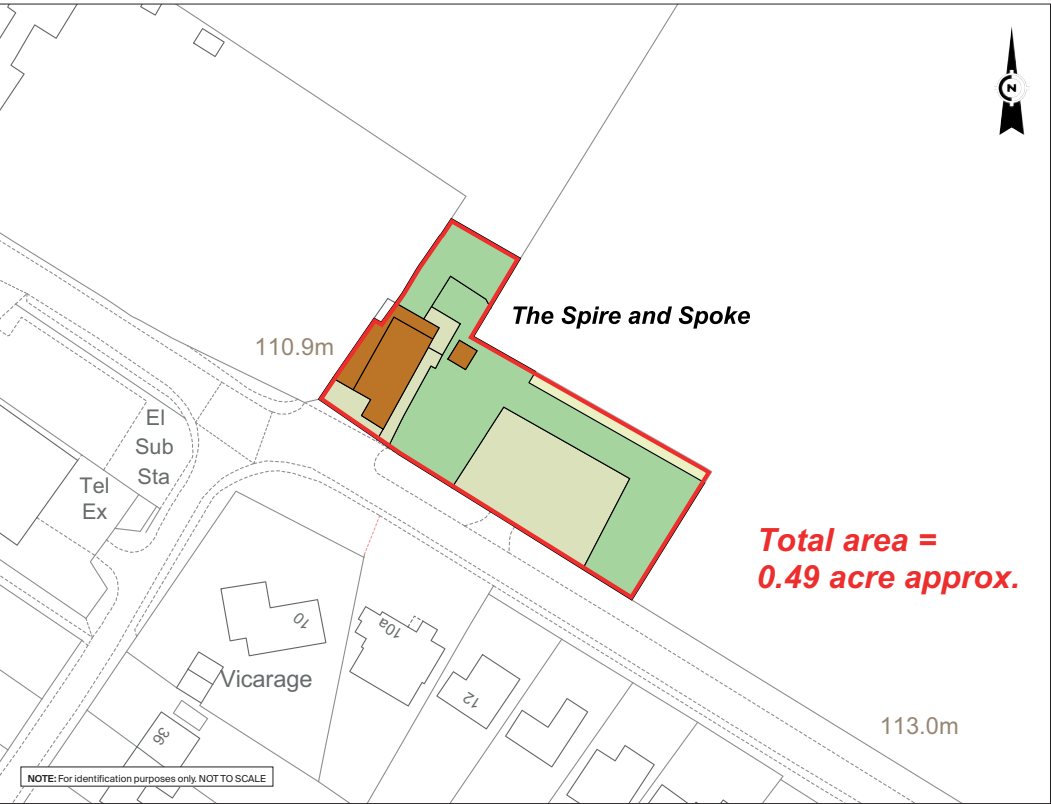 N
The Spire and Spoke
110.9m
El
Sub
Sta
Tel
Ex
Total area =
0.49 acre approx.
10
10a
Vicarage
12
36
113.0m
NOTE: For identification purposes only. NOT TO SCALE